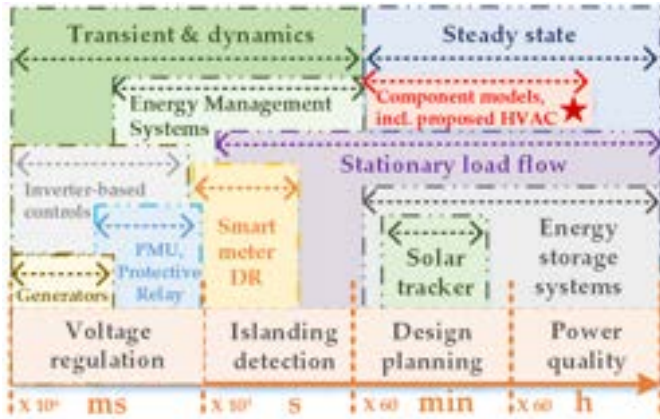 Transient & dynamics
Steady state
Energy Management
Systems
Component models,
incl. proposed HVAC
Stationary load flow
Inverter-based
controls
Smart
meter
DR
PMU,
Protective
Relay
Generators
Solar
tracker
Energy
storage
systems
Voltage
regulation
Islanding
detection
Design
planning
Power
quality
ms
s
X 60 min
X 60 h